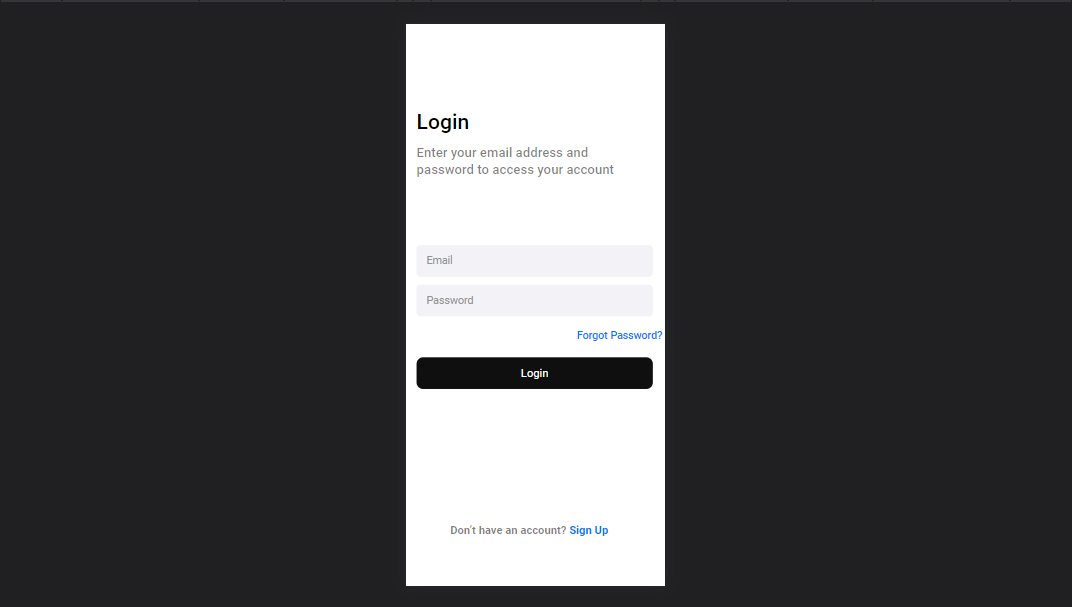 Login
Enter your email address and
password to access your account
Email
Password
Forgot Password?
Login
Don't have an account? Sign Up